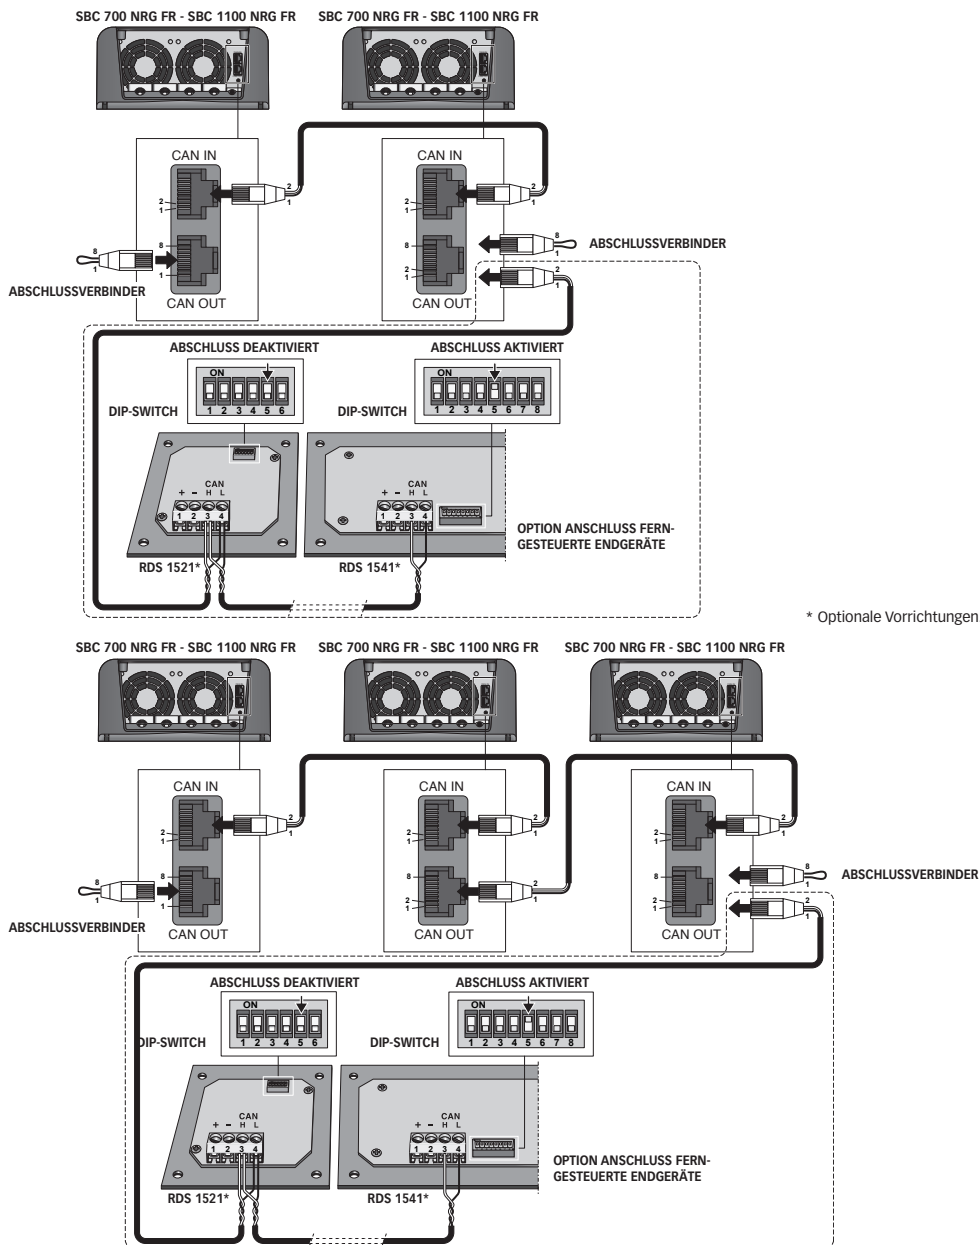 SBC 700 NRG FR - SBC 1100 NRG FR
SBC 700 NRG FR - SBC 1100 NRG FR
CAN IN
2
1
2
1
8
1
CAN OUT
8
1
ABSCHLUSSVERBINDER
CAN IN
2
1
2
1
8
2
1
CAN OUT
8
1
ABSCHLUSSVERBINDER
2
1
ABSCHLUSS DEAKTIVIERT
ON
1 2 3 4 5 6
DIP-SWITCH
ABSCHLUSS AKTIVIERT
ON
1 2 3 4 5 6 7 8
DIP-SWITCH
CAN
+ - H L
1 2 3 4
RDS 1521*
CAN
+ - H L
1 2 3 4
RDS 1541*
OPTION ANSCHLUSS FERN-
GESTEUERTE ENDGERÄTE
* Optionale Vorrichtungen
SBC 700 NRG FR - SBC 1100 NRG FR
SBC 700 NRG FR - SBC 1100 NRG FR
SBC 700 NRG FR - SBC 1100 NRG FR
CAN IN
2
1
2
1
8
1
CAN OUT
8
1
ABSCHLUSSVERBINDER
CAN IN
2
1
2
1
8
2
1
2
1
CAN OUT
CAN IN
2
1
2
1
8
2
1
CAN OUT
8
1
ABSCHLUSSVERBINDER
2
1
ABSCHLUSS DEAKTIVIERT
ON
1 2 3 4 5 6
DIP-SWITCH
ABSCHLUSS AKTIVIERT
ON
1 2 3 4 5 6 7 8
DIP-SWITCH
CAN
+ - H L
1 2 3 4
RDS 1521*
CAN
+ - H L
1 2 3 4
RDS 1541*
OPTION ANSCHLUSS FERN-
GESTEUERTE ENDGERÄTE